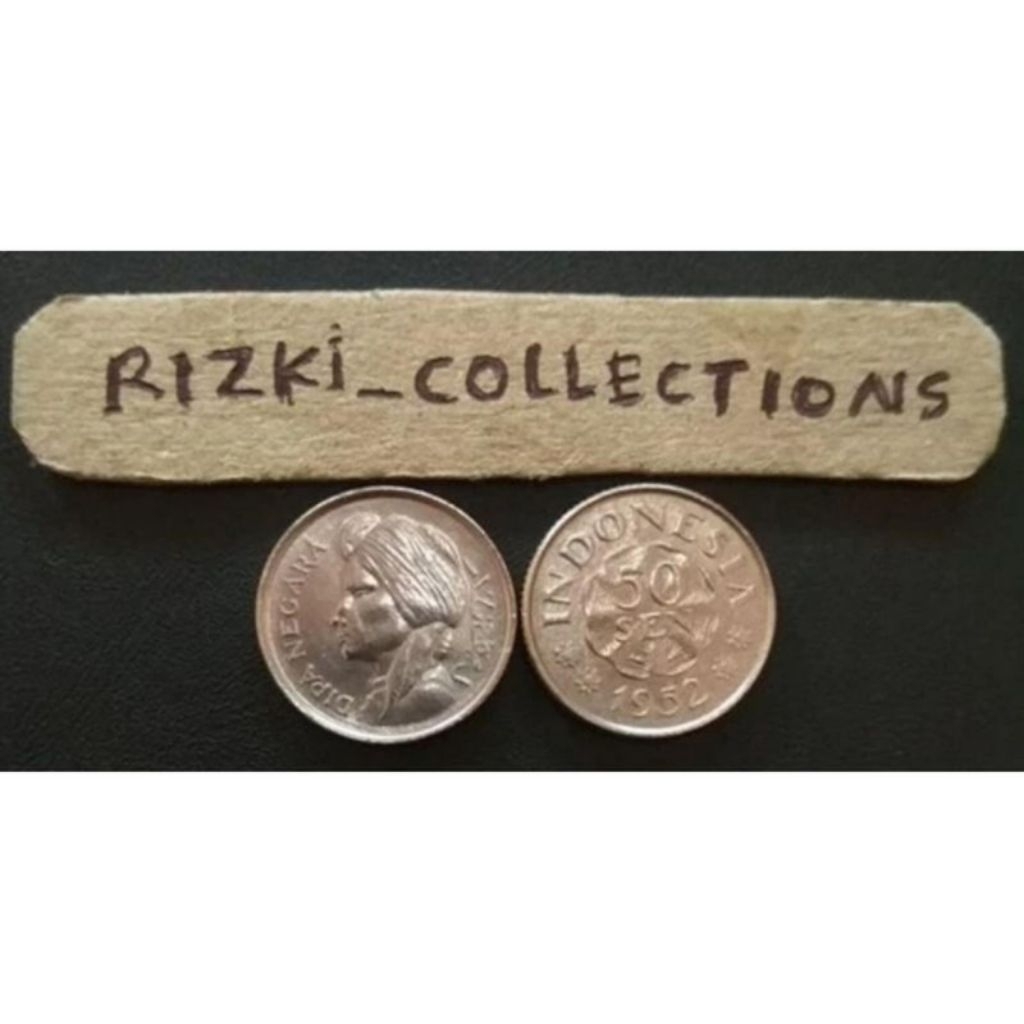 RIZKi_COLLECTIONS
DIPA NEGARA
INDONESIA
50
SEN
1952